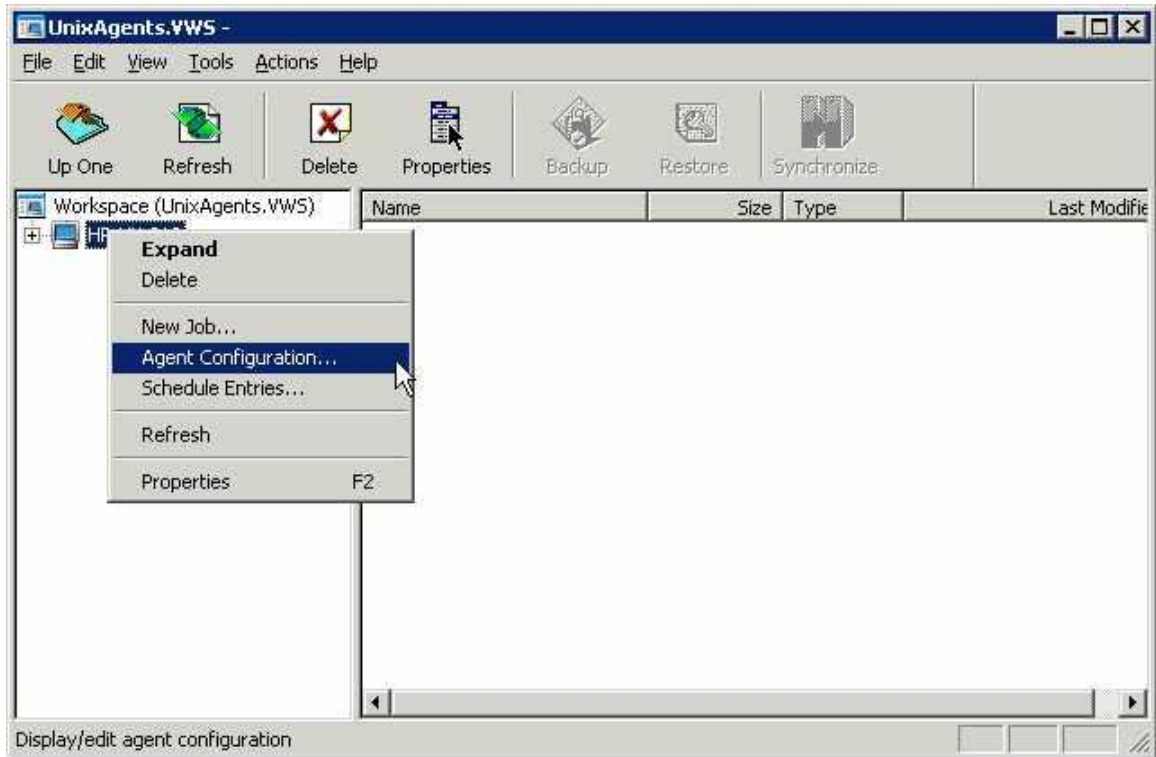 UnixAgents.VWS -
File Edit View Tools Actions Help
Up One Refresh Delete Properties Backup Restore Synchronize
Workspace (UnixAgents.VWS)
Name Size Type Last Modifie
Expand
Delete
New Job...
Agent Configuration...
Schedule Entries...
Refresh
Properties F2
Display/edit agent configuration